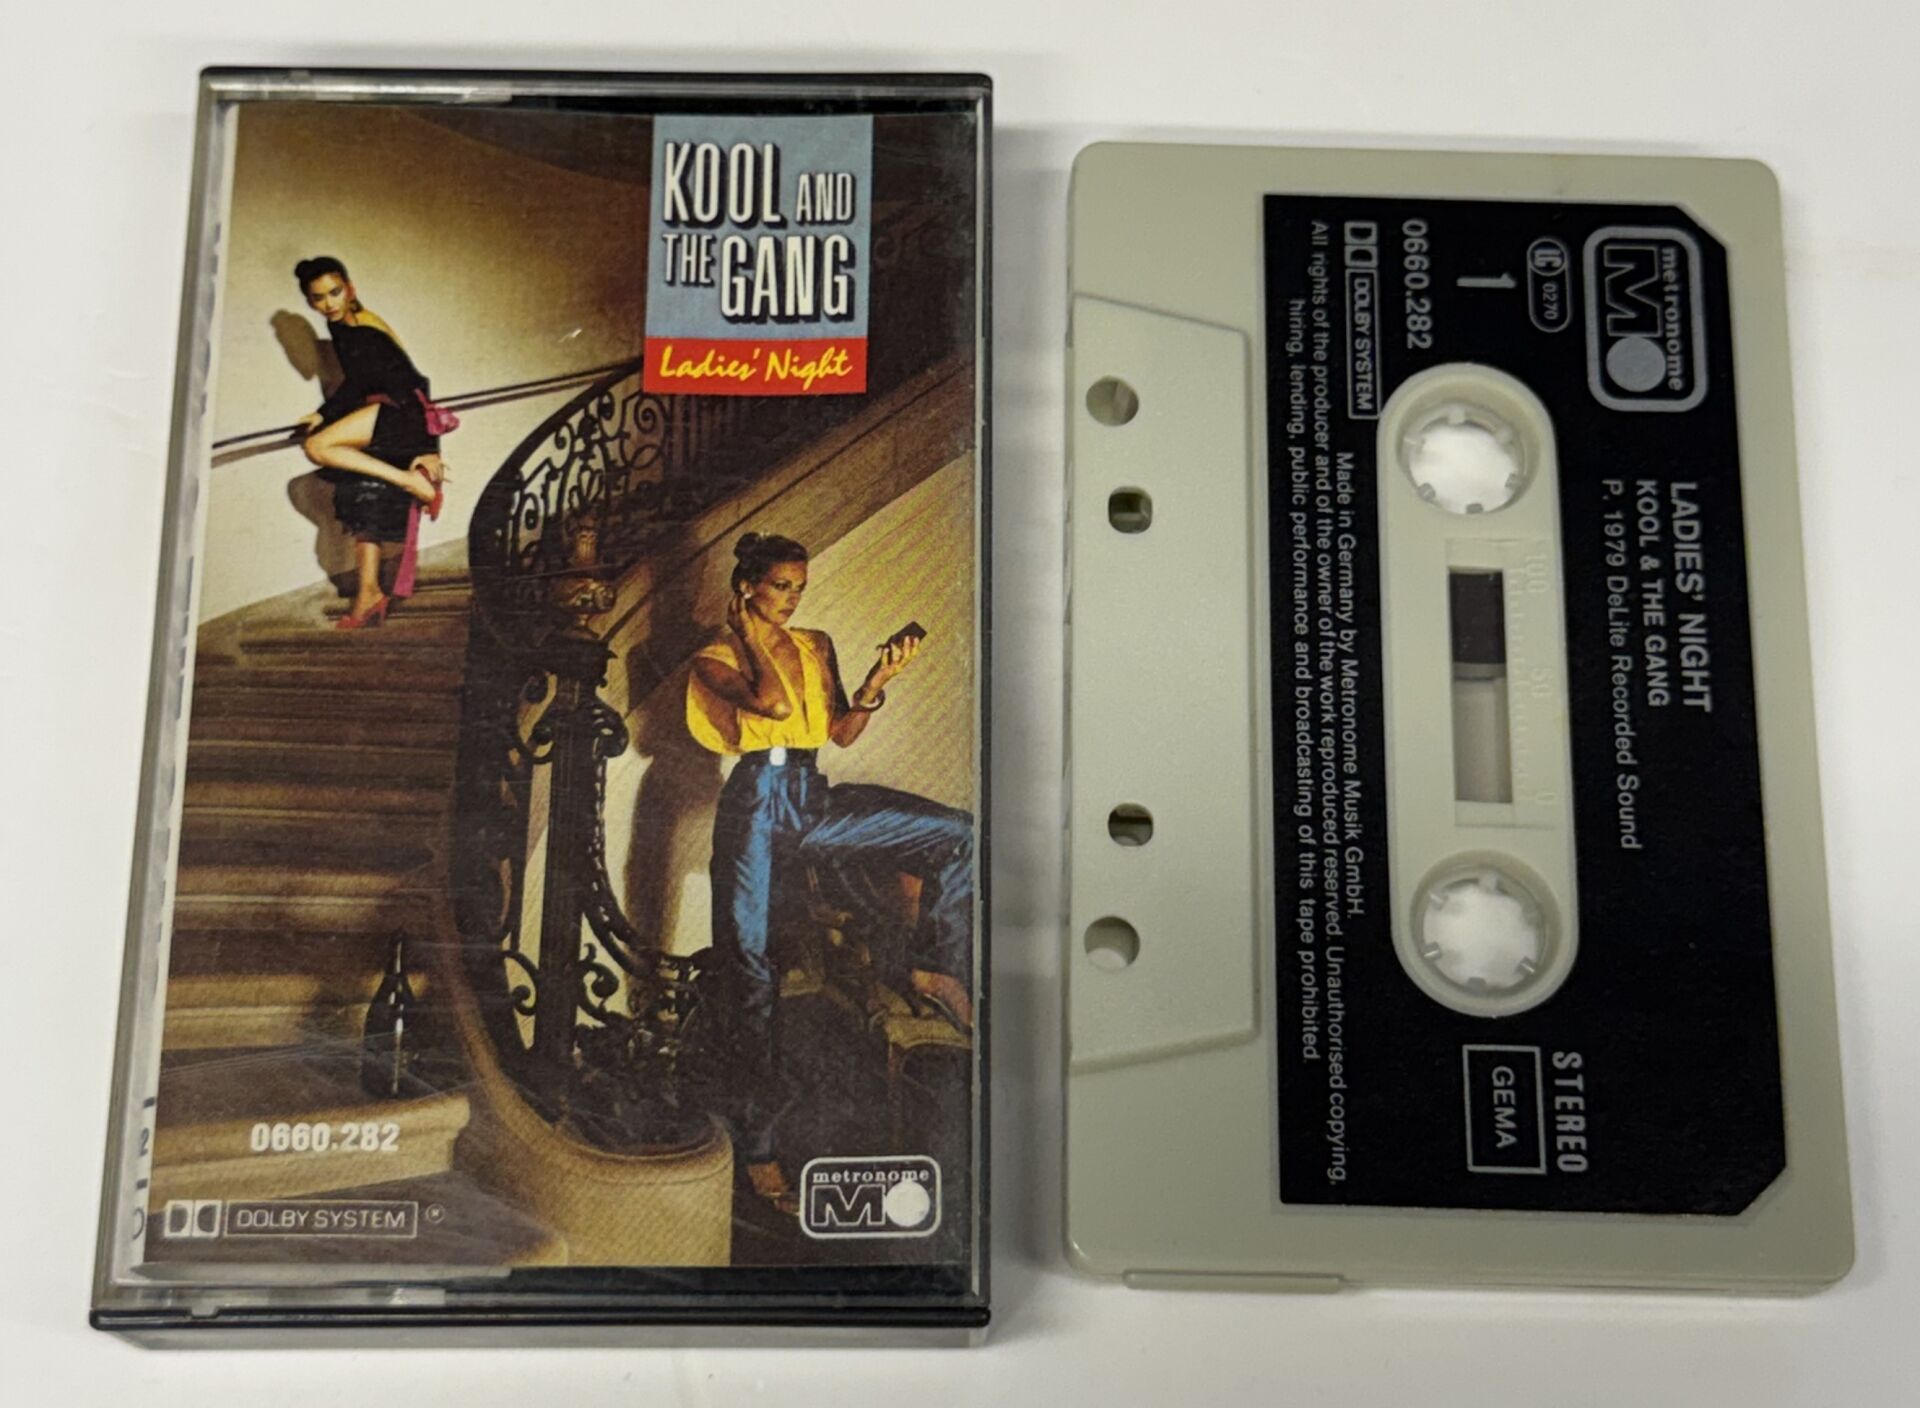 KOOL AND
THE GANG
Ladies' Night
0660.282
DOLBY SYSTEM ®
metronome
metronome
LC 0270
1
0660.282
DOLBY SYSTEM
LADIES' NIGHT
KOOL & THE GANG
P. 1979 DeLite Recorded Sound
100 50 0
STEREO
GEMA
Made in Germany by Metronome Musik GmbH.
All rights of the producer and of the owner of the work reproduced reserved. Unauthorised copying,
hiring, lending, public performance and broadcasting of this tape prohibited.